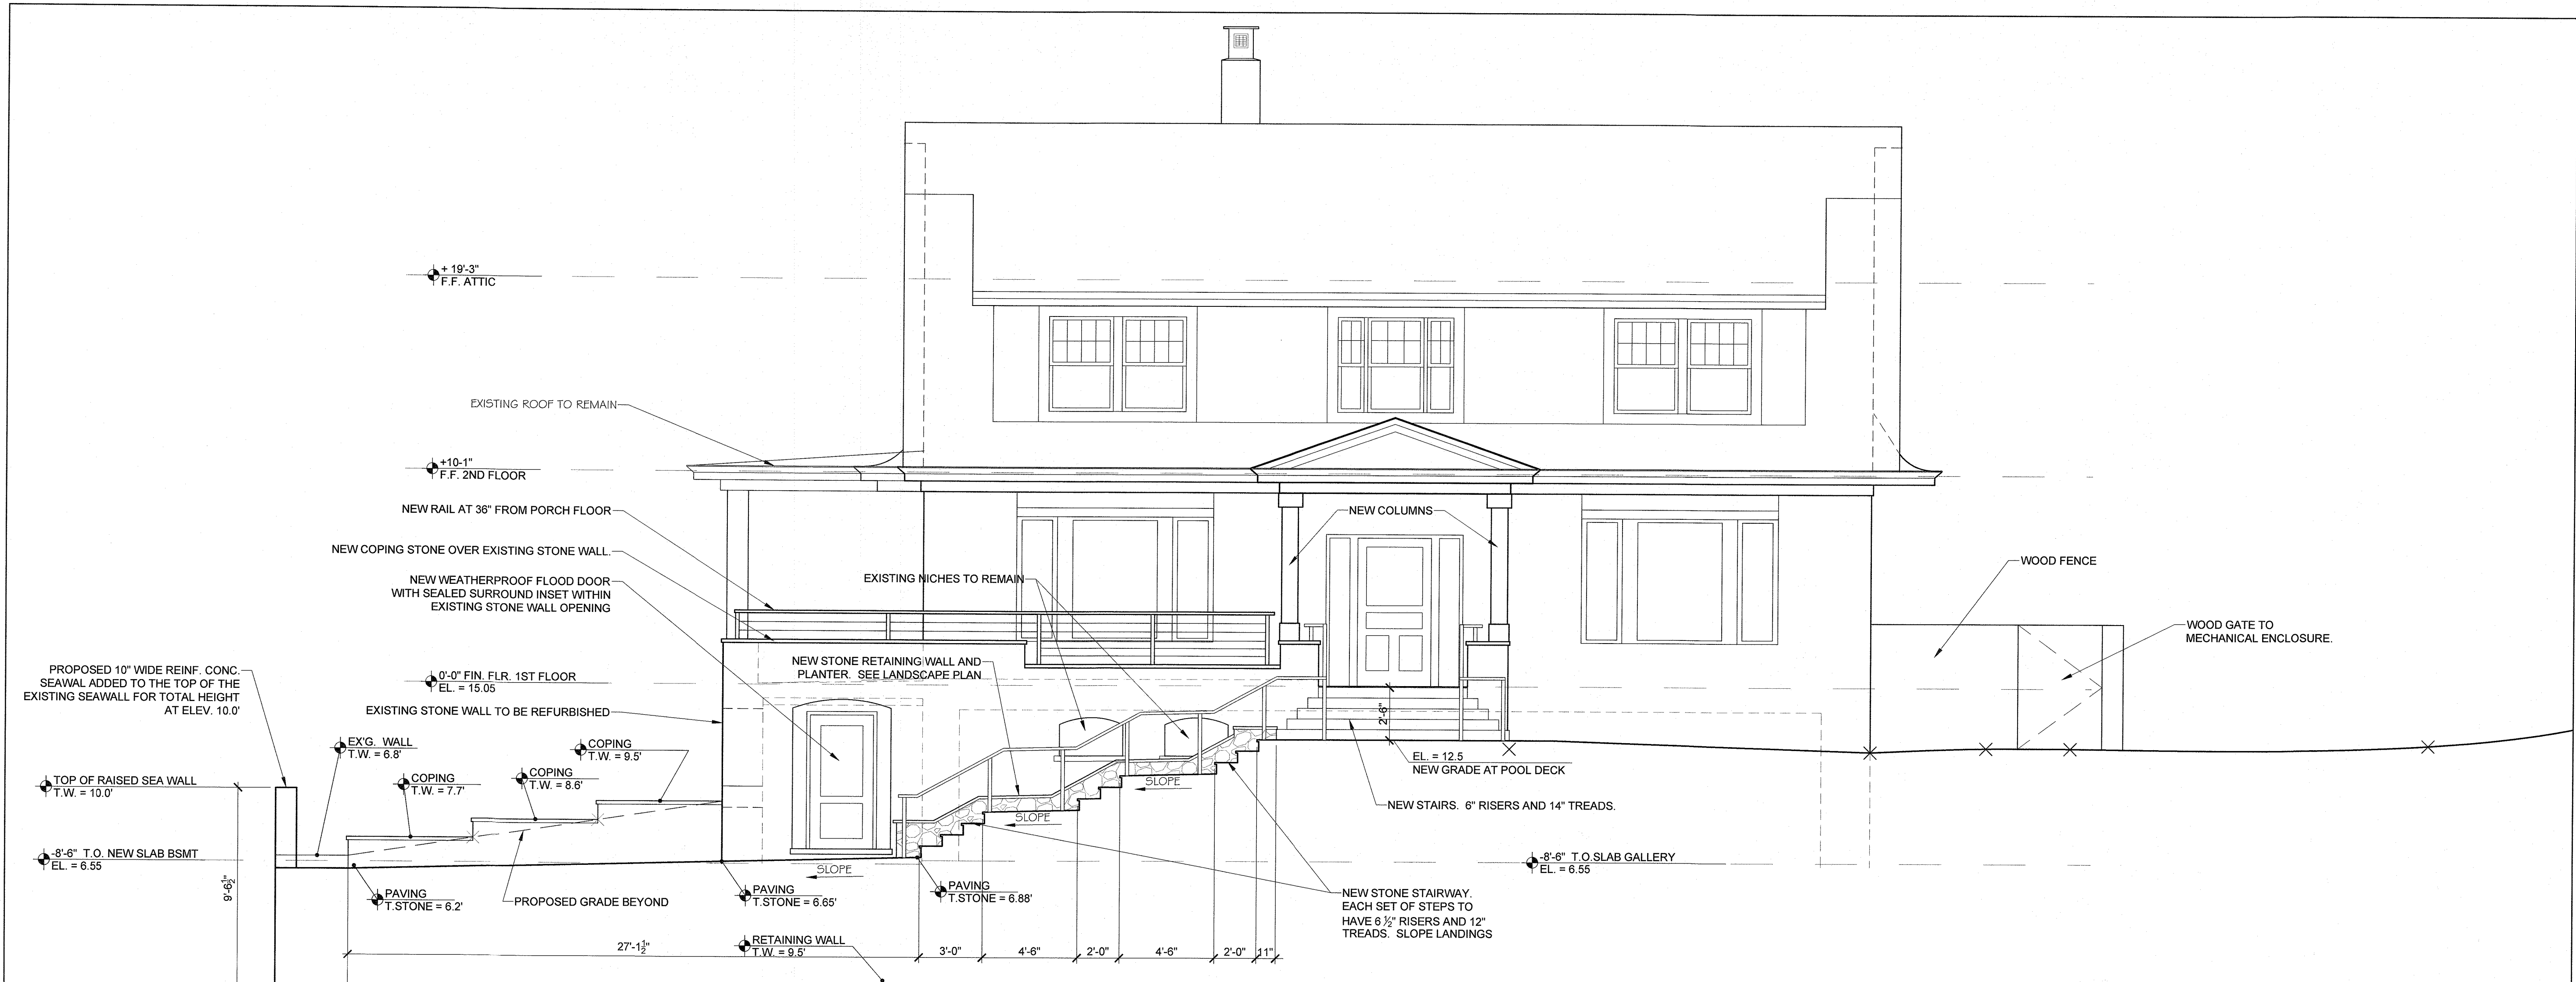 + 19'-3"
F.F. ATTIC
EXISTING ROOF TO REMAIN
+10-1"
F.F. 2ND FLOOR
NEW RAIL AT 36" FROM PORCH FLOOR
NEW COPING STONE OVER EXISTING STONE WALL.
NEW WEATHERPROOF FLOOD DOOR
WITH SEALED SURROUND INSET WITHIN
EXISTING STONE WALL OPENING
EXISTING NICHES TO REMAIN
NEW COLUMNS
WOOD FENCE
WOOD GATE TO
MECHANICAL ENCLOSURE.
PROPOSED 10" WIDE REINF. CONC.
SEAWAL ADDED TO THE TOP OF THE
EXISTING SEAWALL FOR TOTAL HEIGHT
AT ELEV. 10.0'
0'-0" FIN. FLR. 1ST FLOOR
EL. = 15.05
NEW STONE RETAINING WALL AND
PLANTER. SEE LANDSCAPE PLAN
EXISTING STONE WALL TO BE REFURBISHED
2'-6"
EX'G. WALL
T.W. = 6.8'
COPING
T.W. = 9.5'
TOP OF RAISED SEA WALL
T.W. = 10.0'
COPING
T.W. = 7.7'
COPING
T.W. = 8.6'
EL. = 12.5
NEW GRADE AT POOL DECK
SLOPE
NEW STAIRS. 6" RISERS AND 14" TREADS.
SLOPE
-8'-6" T.O. NEW SLAB BSMT
EL. = 6.55
-8'-6" T.O.SLAB GALLERY
EL. = 6.55
SLOPE
9'-6½"
PAVING
T.STONE = 6.2'
PROPOSED GRADE BEYOND
PAVING
T.STONE = 6.65'
PAVING
T.STONE = 6.88'
NEW STONE STAIRWAY.
EACH SET OF STEPS TO
HAVE 6 ½" RISERS AND 12"
TREADS. SLOPE LANDINGS
27'-1½"
RETAINING WALL
T.W. = 9.5'
3'-0"
4'-6"
2'-0"
4'-6"
2'-0"
11"